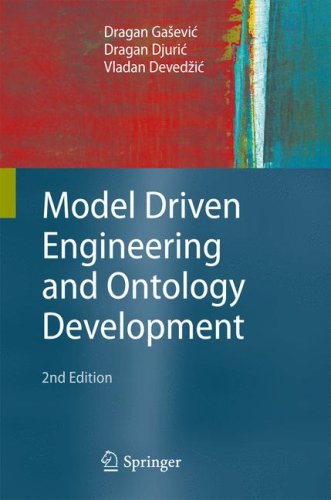 Dragan Gašević
Dragan Djurić
Vladan Devedžić
Model Driven
Engineering
and Ontology
Development
2nd Edition
Springer